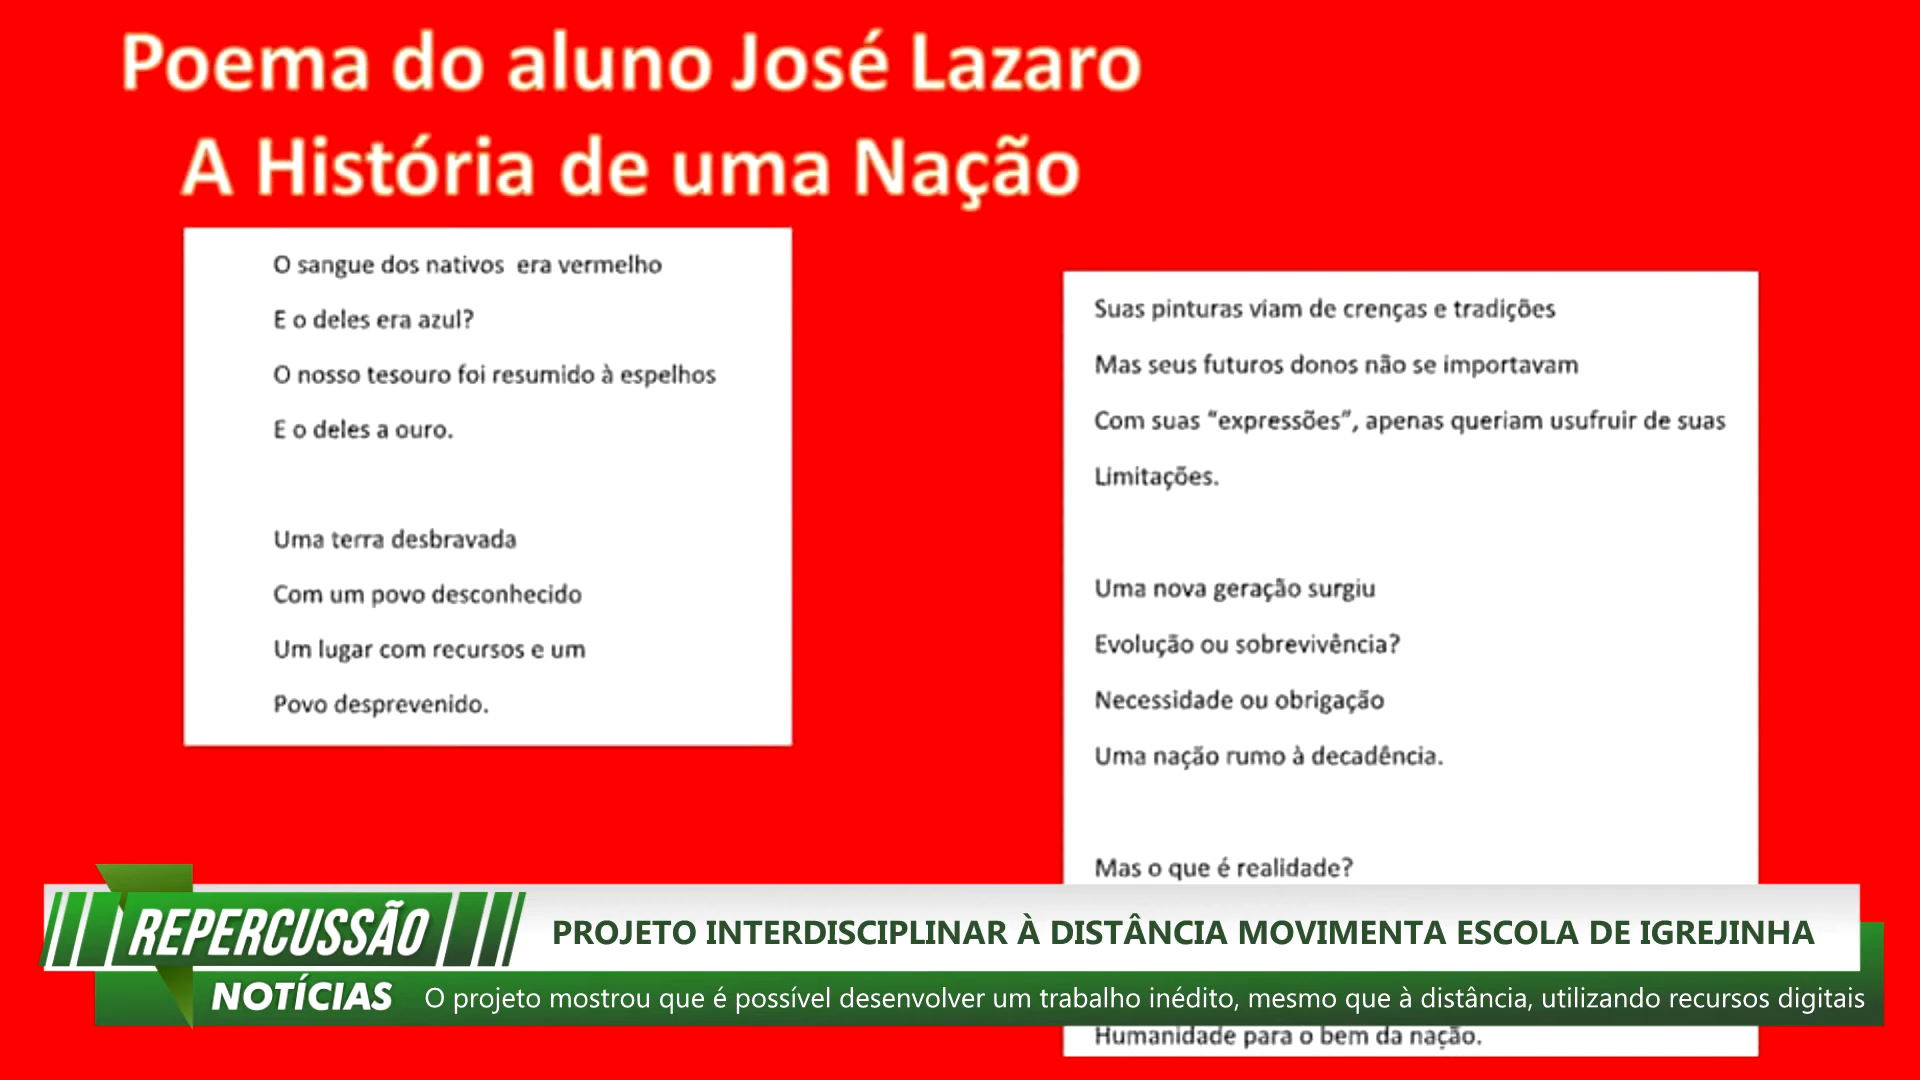 Poema do aluno José Lazaro
A História de uma Nação
O sangue dos nativos era vermelho
E o deles era azul?
O nosso tesouro foi resumido à espelhos
E o deles a ouro.
Uma terra desbravada
Com um povo desconhecido
Um lugar com recursos e um
Povo desprevenido.
Suas pinturas viam de crenças e tradições
Mas seus futuros donos não se importavam
Com suas “expressões”, apenas queriam usufruir de suas
Limitações.
Uma nova geração surgiu
Evolução ou sobrevivência?
Necessidade ou obrigação
Uma nação rumo à decadência.
Mas o que é realidade?
Humanidade para o bem da nação.
REPERCUSSÃO
NOTÍCIAS
PROJETO INTERDISCIPLINAR À DISTÂNCIA MOVIMENTA ESCOLA DE IGREJINHA
O projeto mostrou que é possível desenvolver um trabalho inédito, mesmo que à distância, utilizando recursos digitais